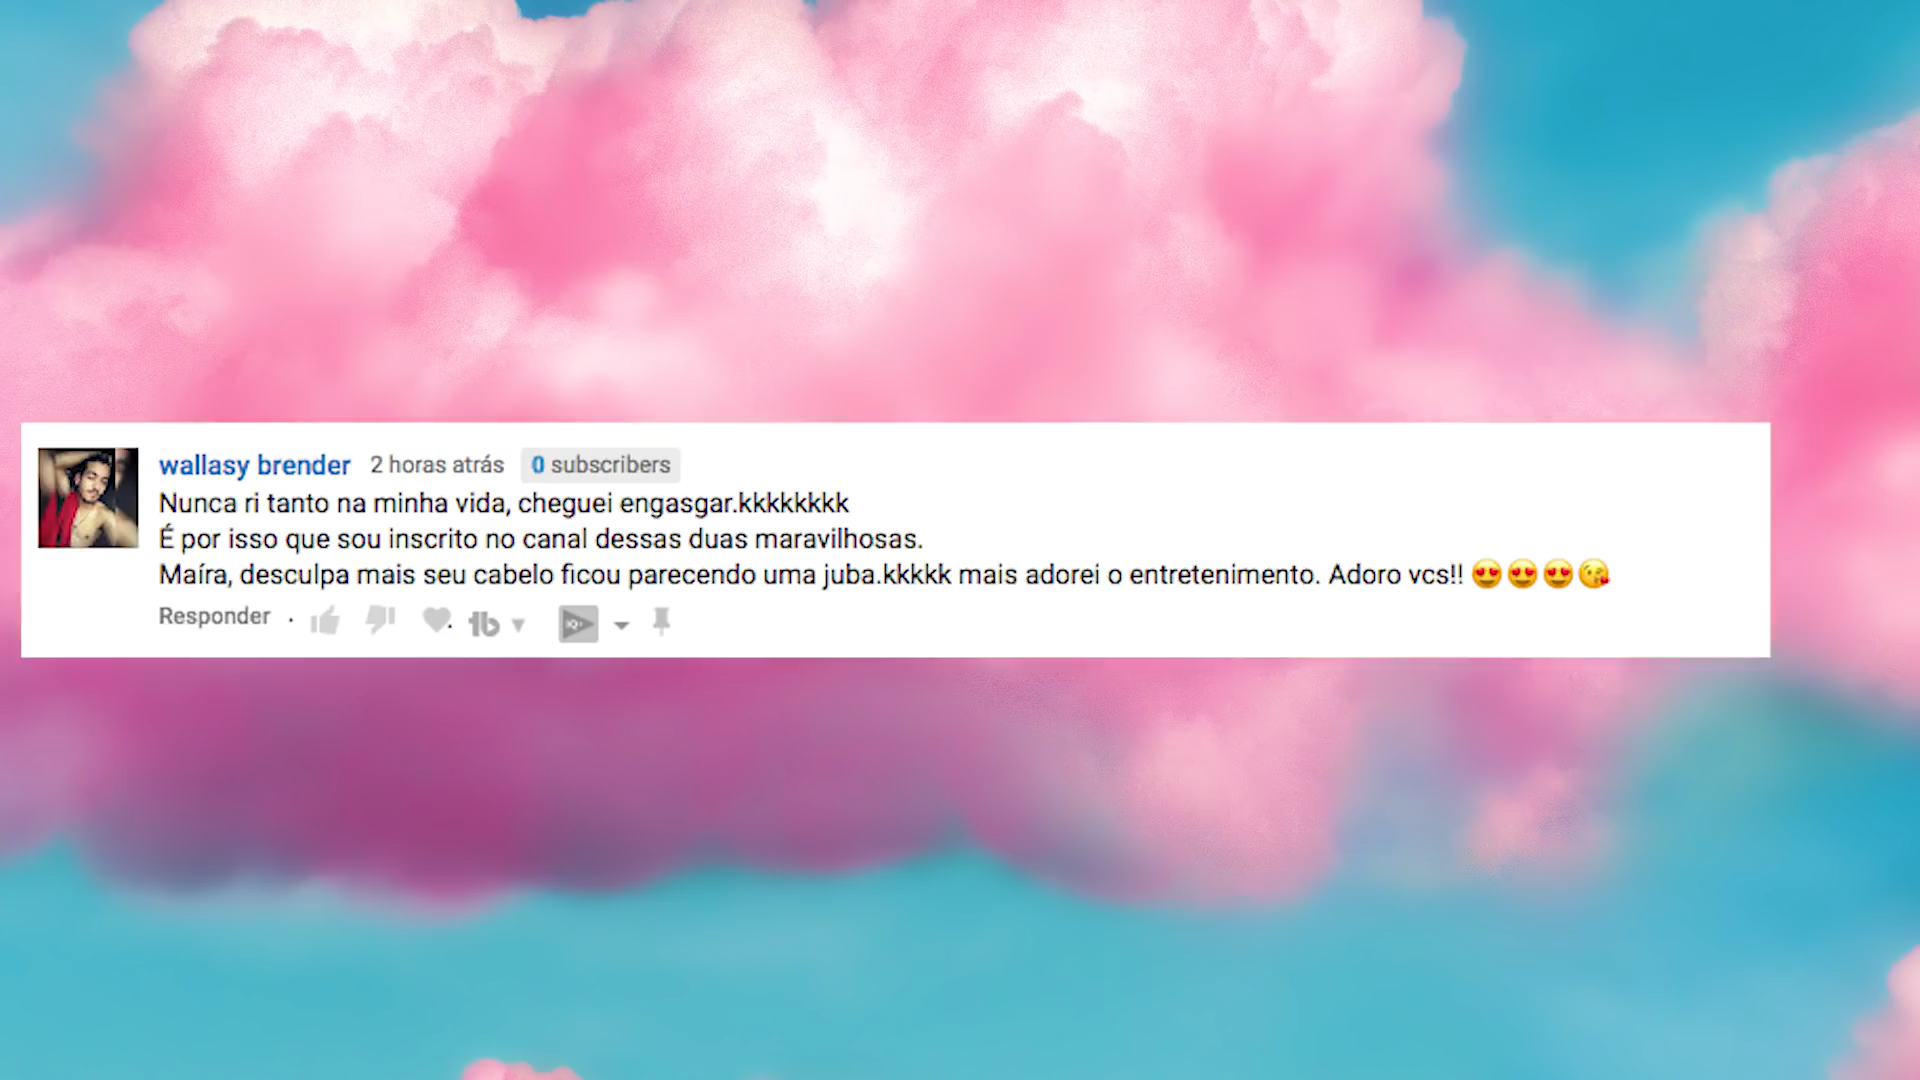 wallasy brender 2 horas atrás 0 subscribers
Nunca ri tanto na minha vida, cheguei engasgar.kkkkkkkk
É por isso que sou inscrito no canal dessas duas maravilhosas.
Maíra, desculpa mais seu cabelo ficou parecendo uma juba.kkkkk mais adorei o entretenimento. Adoro vcs!! 😍😍😍😘
Responder · tb ▼ IQ+